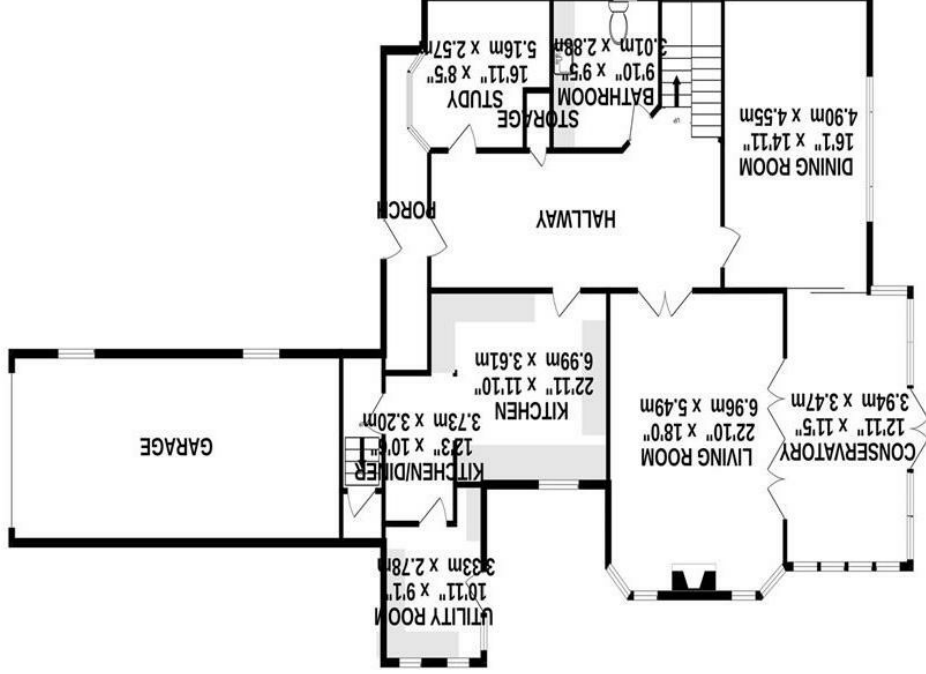 UTILITY ROOM
10'11" x 9'1"
3.33m x 2.78m
CONSERVATORY
12'11" x 11'5"
3.94m x 3.47m
LIVING ROOM
22'10" x 18'0"
6.96m x 5.49m
KITCHEN
22'11" x 11'10"
6.99m x 3.61m
KITCHEN/DINER
12'3" x 10'6"
3.73m x 3.20m
GARAGE
HALLWAY
PORCH
DINING ROOM
16'1" x 14'11"
4.90m x 4.55m
BATHROOM
9'10" x 9'5"
3.01m x 2.88m
STORAGE
STUDY
16'11" x 8'5"
5.16m x 2.57m